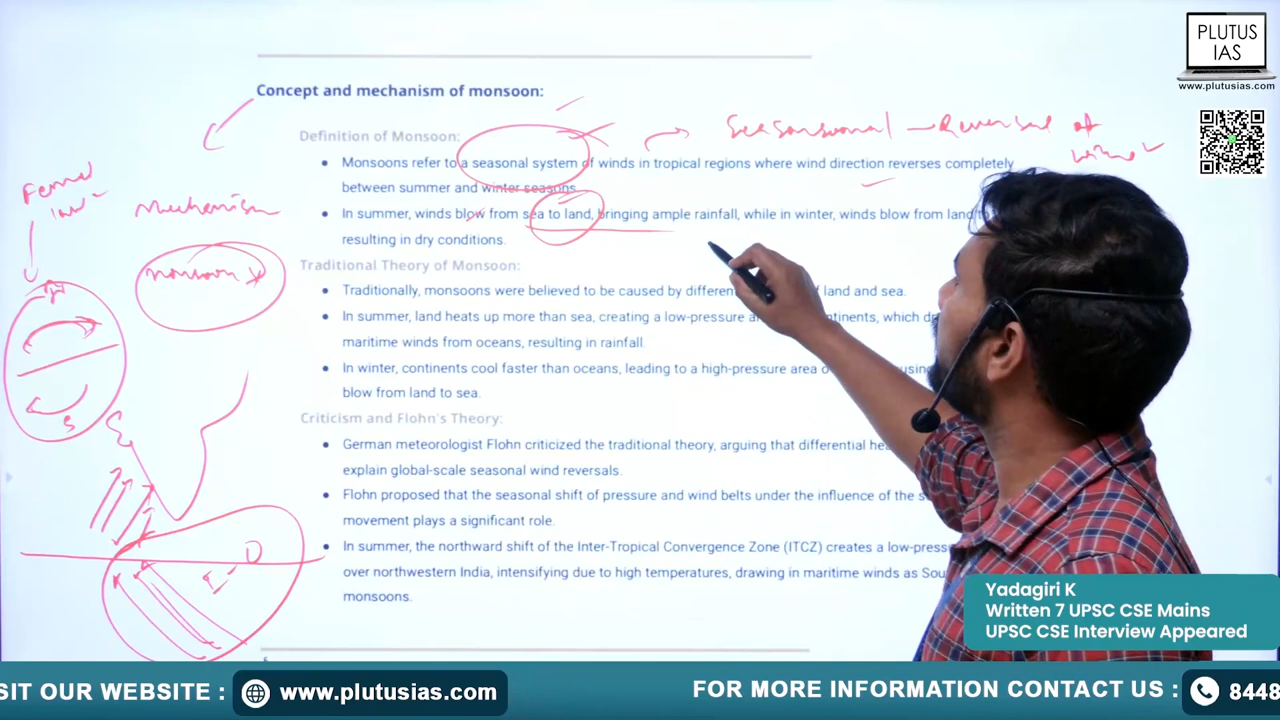 PLUTUS
IAS
www.plutusias.com
Concept and mechanism of monsoon:
Definition of Monsoon:
Seasonsonal → Reversal of
• Monsoons refer to a seasonal system of winds in tropical regions where wind direction reverses completely
between summer and winter seasons.
Mechanism
• In summer, winds blow from sea to land, bringing ample rainfall, while in winter, winds blow from land to
resulting in dry conditions.
Traditional Theory of Monsoon:
monsoon
• Traditionally, monsoons were believed to be caused by of land and sea.
• In summer, land heats up more than sea, creating a low-pressure which
maritime winds from oceans, resulting in rainfall.
• In winter, continents cool faster than oceans, leading to a high-pressure area
blow from land to sea.
Criticism and Flohn's Theory:
S
• German meteorologist Flohn criticized the traditional theory, arguing that differential
explain global-scale seasonal wind reversals.
• Flohn proposed that the seasonal shift of pressure and wind belts under the influence of the
movement plays a significant role.
• In summer, the northward shift of the Inter-Tropical Convergence Zone (ITCZ) creates a
over northwestern India, intensifying due to high temperatures, drawing in maritime winds as
monsoons.
Yadagiri K
Written 7 UPSC CSE Mains
UPSC CSE Interview Appeared
SIT OUR WEBSITE : www.plutusias.com FOR MORE INFORMATION CONTACT US : 8448